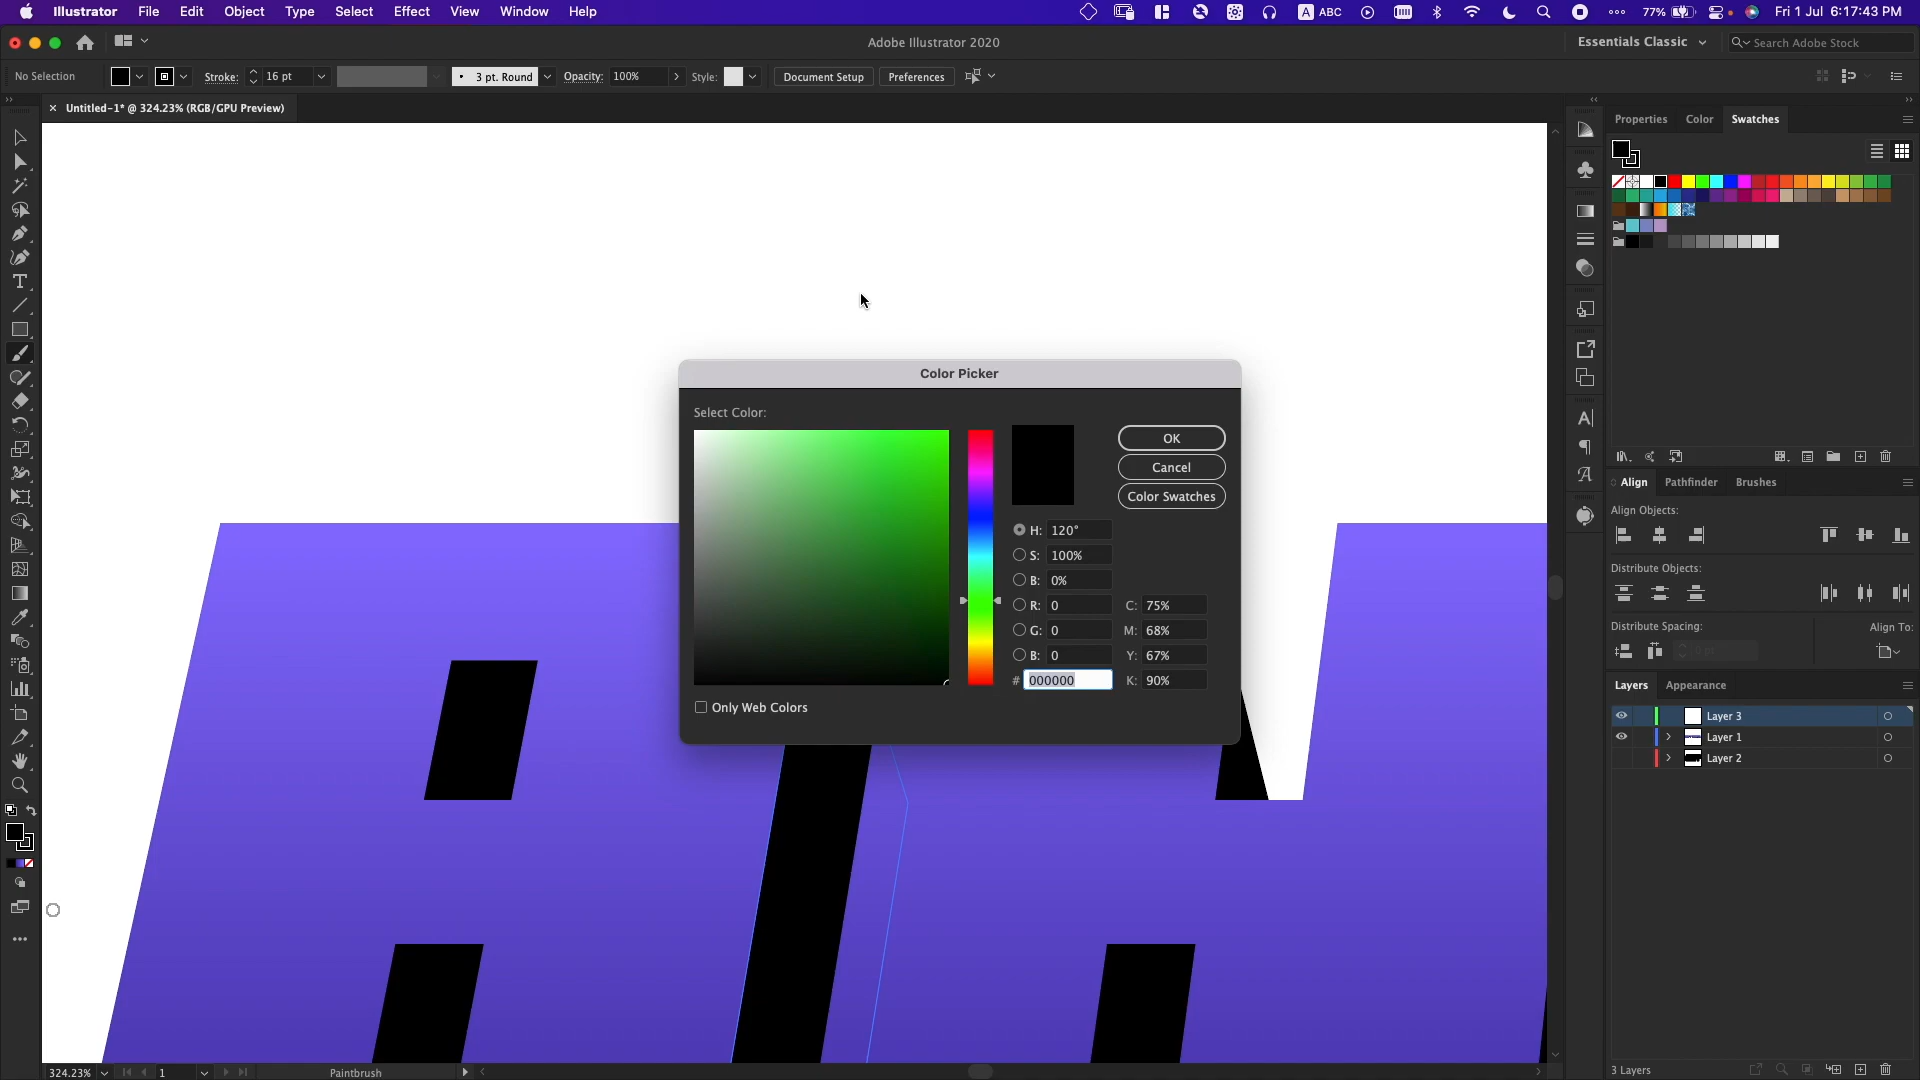 Illustrator File Edit Object Type Select Effect View Window Help
A ABC 77% Fri 1 Jul 6:17:43 PM
Adobe Illustrator 2020
Essentials Classic
Search Adobe Stock
No Selection Stroke: 16 pt 3 pt. Round Opacity: 100% Style: Document Setup Preferences
Untitled-1* @ 324.23% (RGB/GPU Preview)
Properties Color Swatches
Color Picker
Select Color:
OK
Cancel
Color Swatches
H: 120°
S: 100%
B: 0%
R: 0 C: 75%
G: 0 M: 68%
B: 0 Y: 67%
# 000000 K: 90%
Only Web Colors
Align Pathfinder Brushes
Align Objects:
Distribute Objects:
Distribute Spacing: Align To:
0 pt
Layers Appearance
Layer 3
Layer 1
Layer 2
3 Layers
324.23% 1 Paintbrush